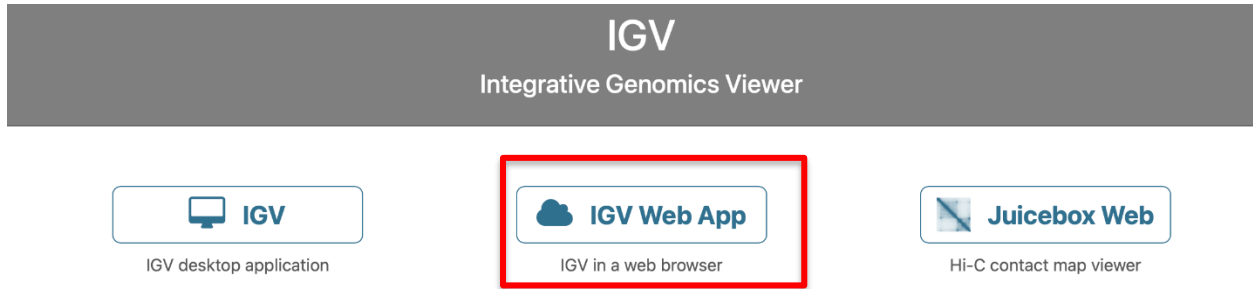 IGV
Integrative Genomics Viewer
IGV
IGV desktop application
IGV Web App
IGV in a web browser
Juicebox Web
Hi-C contact map viewer